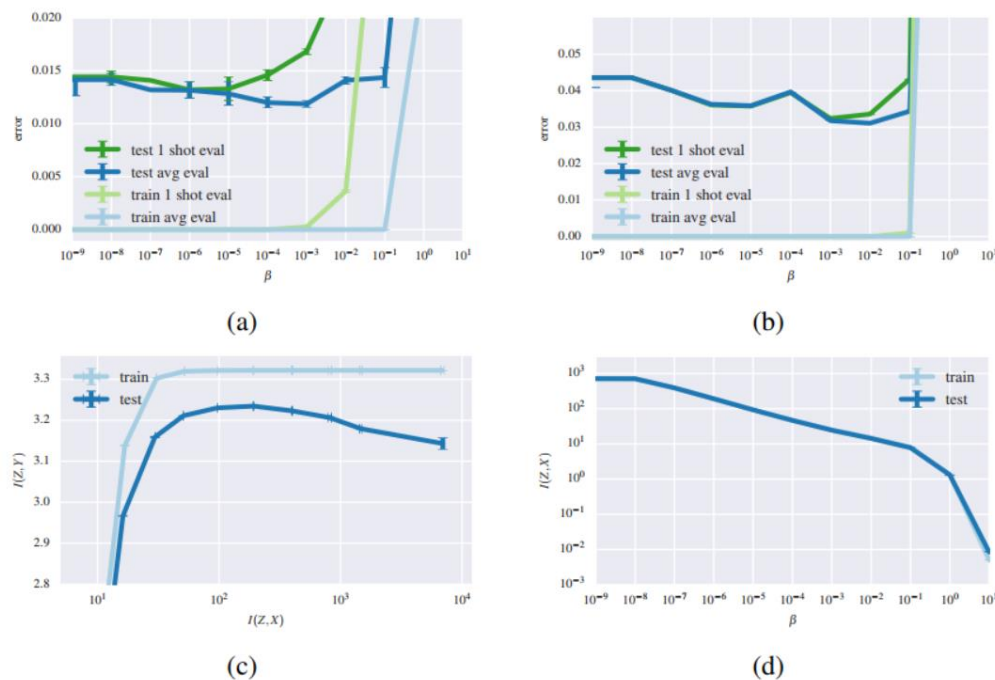 0.020
0.015
0.010
0.005
0.000
error
test 1 shot eval
test avg eval
train 1 shot eval
train avg eval
10⁻⁹ 10⁻⁸ 10⁻⁷ 10⁻⁶ 10⁻⁵ 10⁻⁴ 10⁻³ 10⁻² 10⁻¹ 10⁰ 10¹
β
(a)
0.05
0.04
0.03
0.02
0.01
0.00
error
test 1 shot eval
test avg eval
train 1 shot eval
train avg eval
10⁻⁹ 10⁻⁸ 10⁻⁷ 10⁻⁶ 10⁻⁵ 10⁻⁴ 10⁻³ 10⁻² 10⁻¹ 10⁰ 10¹
β
(b)
3.3
3.2
3.1
3.0
2.9
2.8
I(Z,Y)
train
test
10¹ 10² 10³ 10⁴
I(Z,X)
(c)
10³
10²
10¹
10⁰
10⁻¹
10⁻²
10⁻³
I(Z,X)
train
test
10⁻⁹ 10⁻⁸ 10⁻⁷ 10⁻⁶ 10⁻⁵ 10⁻⁴ 10⁻³ 10⁻² 10⁻¹ 10⁰ 10¹
β
(d)